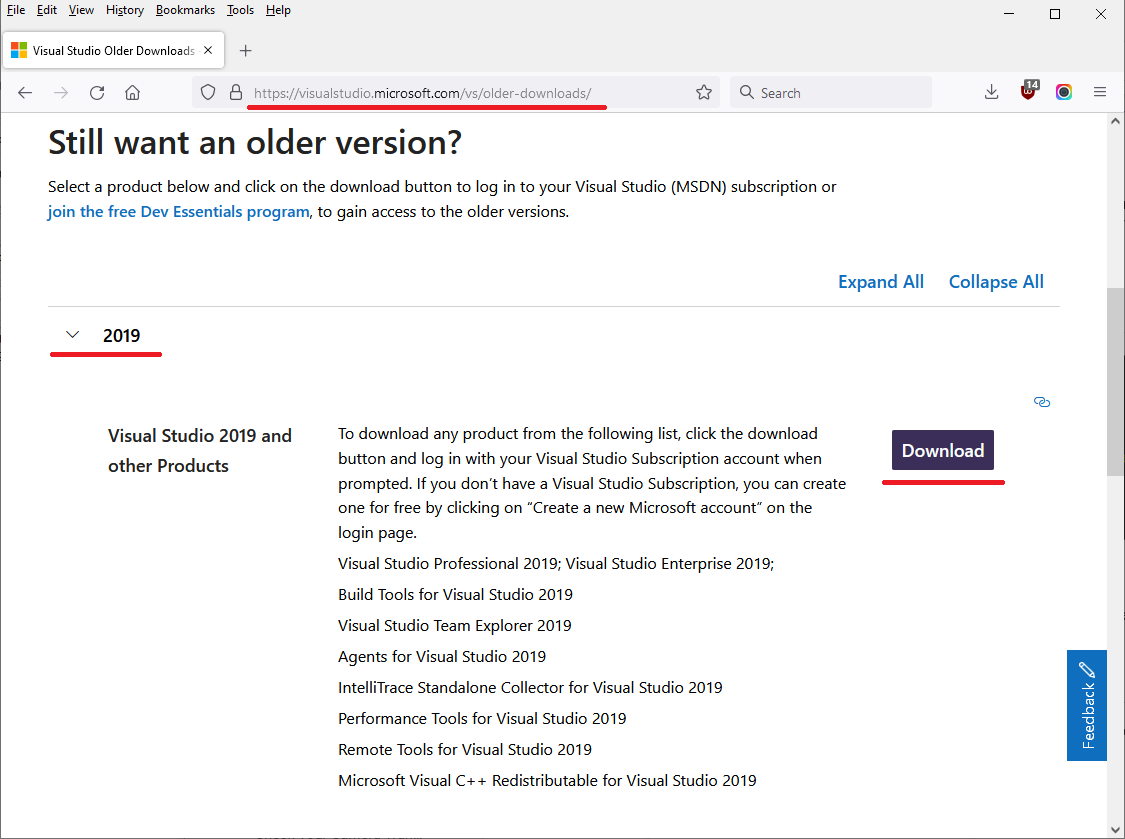 File Edit View History Bookmarks Tools Help
Visual Studio Older Downloads
https://visualstudio.microsoft.com/vs/older-downloads/
Search
14
Still want an older version?
Select a product below and click on the download button to log in to your Visual Studio (MSDN) subscription or
join the free Dev Essentials program, to gain access to the older versions.
Expand All Collapse All
2019
Visual Studio 2019 and
other Products
To download any product from the following list, click the download
button and log in with your Visual Studio Subscription account when
prompted. If you don’t have a Visual Studio Subscription, you can create
one for free by clicking on “Create a new Microsoft account” on the
login page.
Visual Studio Professional 2019; Visual Studio Enterprise 2019;
Build Tools for Visual Studio 2019
Visual Studio Team Explorer 2019
Agents for Visual Studio 2019
IntelliTrace Standalone Collector for Visual Studio 2019
Performance Tools for Visual Studio 2019
Remote Tools for Visual Studio 2019
Microsoft Visual C++ Redistributable for Visual Studio 2019
Download
Feedback